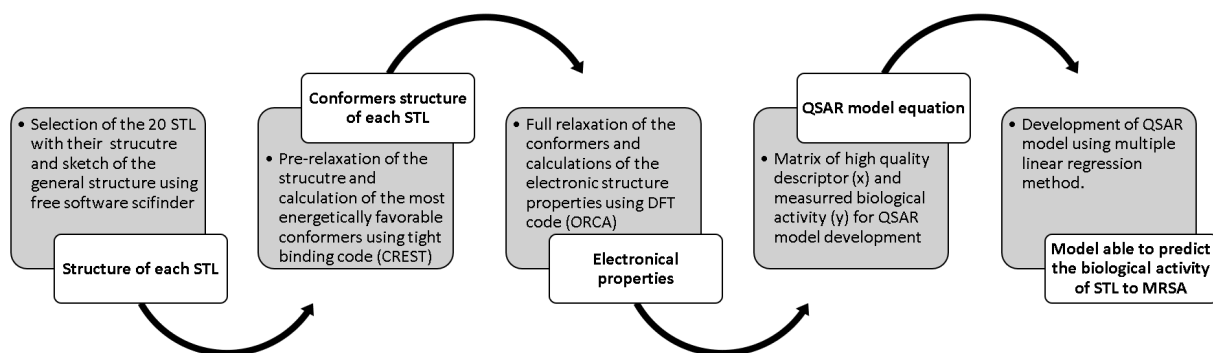 • Selection of the 20 STL
with their strucutre
and sketch of the
general structure using
free software scifinder
Structure of each STL
Conformers structure
of each STL
• Pre-relaxation of the
strucutre and
calculation of the most
energetically favorable
conformers using tight
binding code (CREST)
• Full relaxation of the
conformers and
calculations of the
electronic structure
properties using DFT
code (ORCA)
Electronical
properties
QSAR model equation
• Matrix of high quality
descriptor (x) and
measurred biological
activity (y) for QSAR
model development
• Development of QSAR
model using multiple
linear regression
method.
Model able to predict
the biological activity
of STL to MRSA